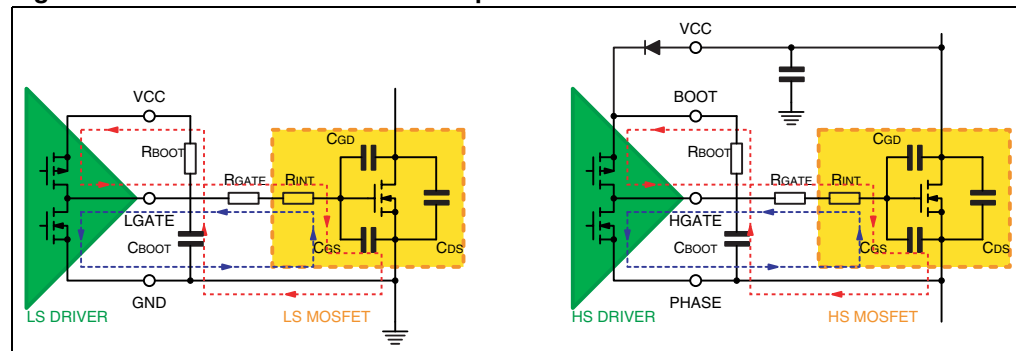 VCC
RBOOT
CGD
RGATE
RINT
LGATE
CBOOT
CGS
CDS
GND
LS DRIVER
LS MOSFET
VCC
BOOT
RBOOT
CGD
RGATE
RINT
HGATE
CBOOT
CGS
CDS
PHASE
HS DRIVER
HS MOSFET